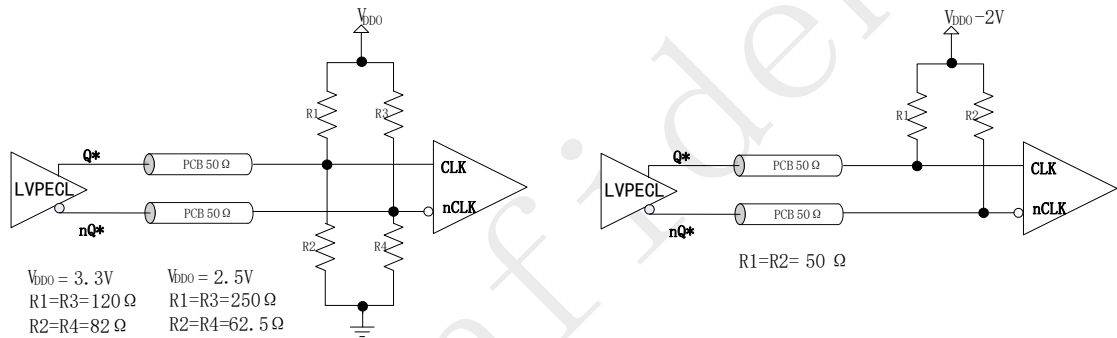 VDDO
R1
R3
Q*
PCB 50 Ω
CLK
LVPECL
PCB 50 Ω
nCLK
nQ*
R2
R4
VDDO = 3.3V
R1=R3=120 Ω
R2=R4=82 Ω
VDDO = 2.5V
R1=R3=250 Ω
R2=R4=62.5 Ω
VDDO-2V
R1
R2
Q*
PCB 50 Ω
CLK
LVPECL
PCB 50 Ω
nCLK
nQ*
R1=R2= 50 Ω
nfiden